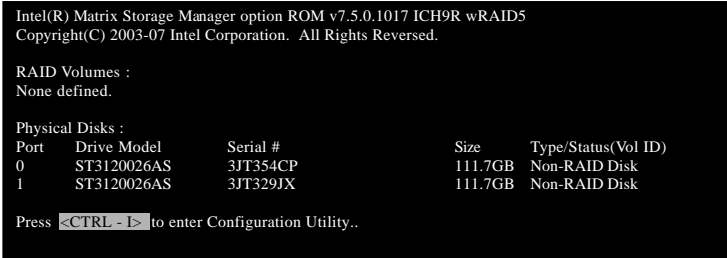 Intel(R) Matrix Storage Manager option ROM v7.5.0.1017 ICH9R wRAID5
Copyright(C) 2003-07 Intel Corporation.  All Rights Reversed.
RAID Volumes :
None defined.
Physical Disks :
Port Drive Model Serial # Size Type/Status(Vol ID)
0 ST3120026AS 3JT354CP 111.7GB Non-RAID Disk
1 ST3120026AS 3JT329JX 111.7GB Non-RAID Disk
Press <CTRL - I> to enter Configuration Utility..